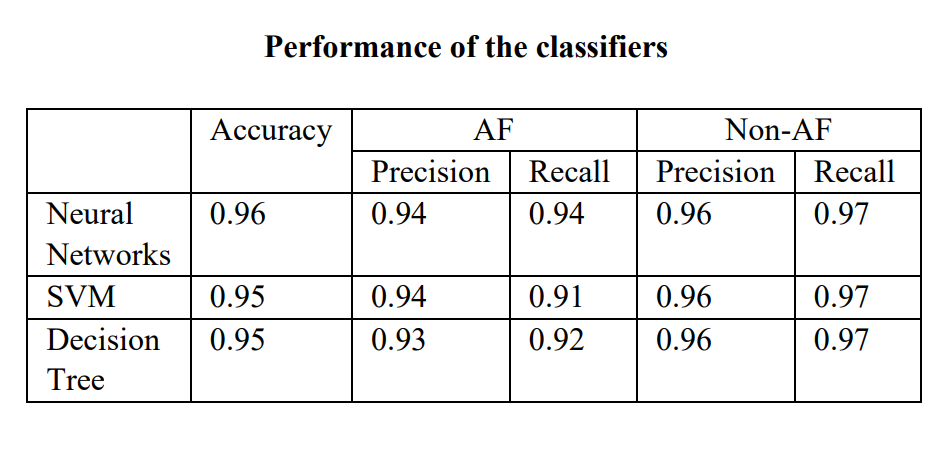 Performance of the classifiers
Accuracy AF Non-AF
Precision Recall Precision Recall
Neural 0.96 0.94 0.94 0.96 0.97
Networks
SVM 0.95 0.94 0.91 0.96 0.97
Decision 0.95 0.93 0.92 0.96 0.97
Tree